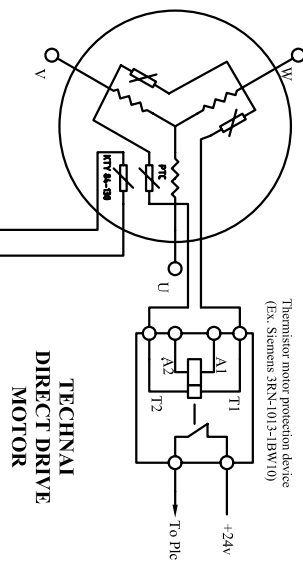 Thermistor motor protection device
(Ex. Siemens 3RN-1013-1BW10)
W
V
U
PTC
KTY 84-130
A1
A2
T1
T2
+24v
To Plc
TECHNAI
DIRECT DRIVE
MOTOR